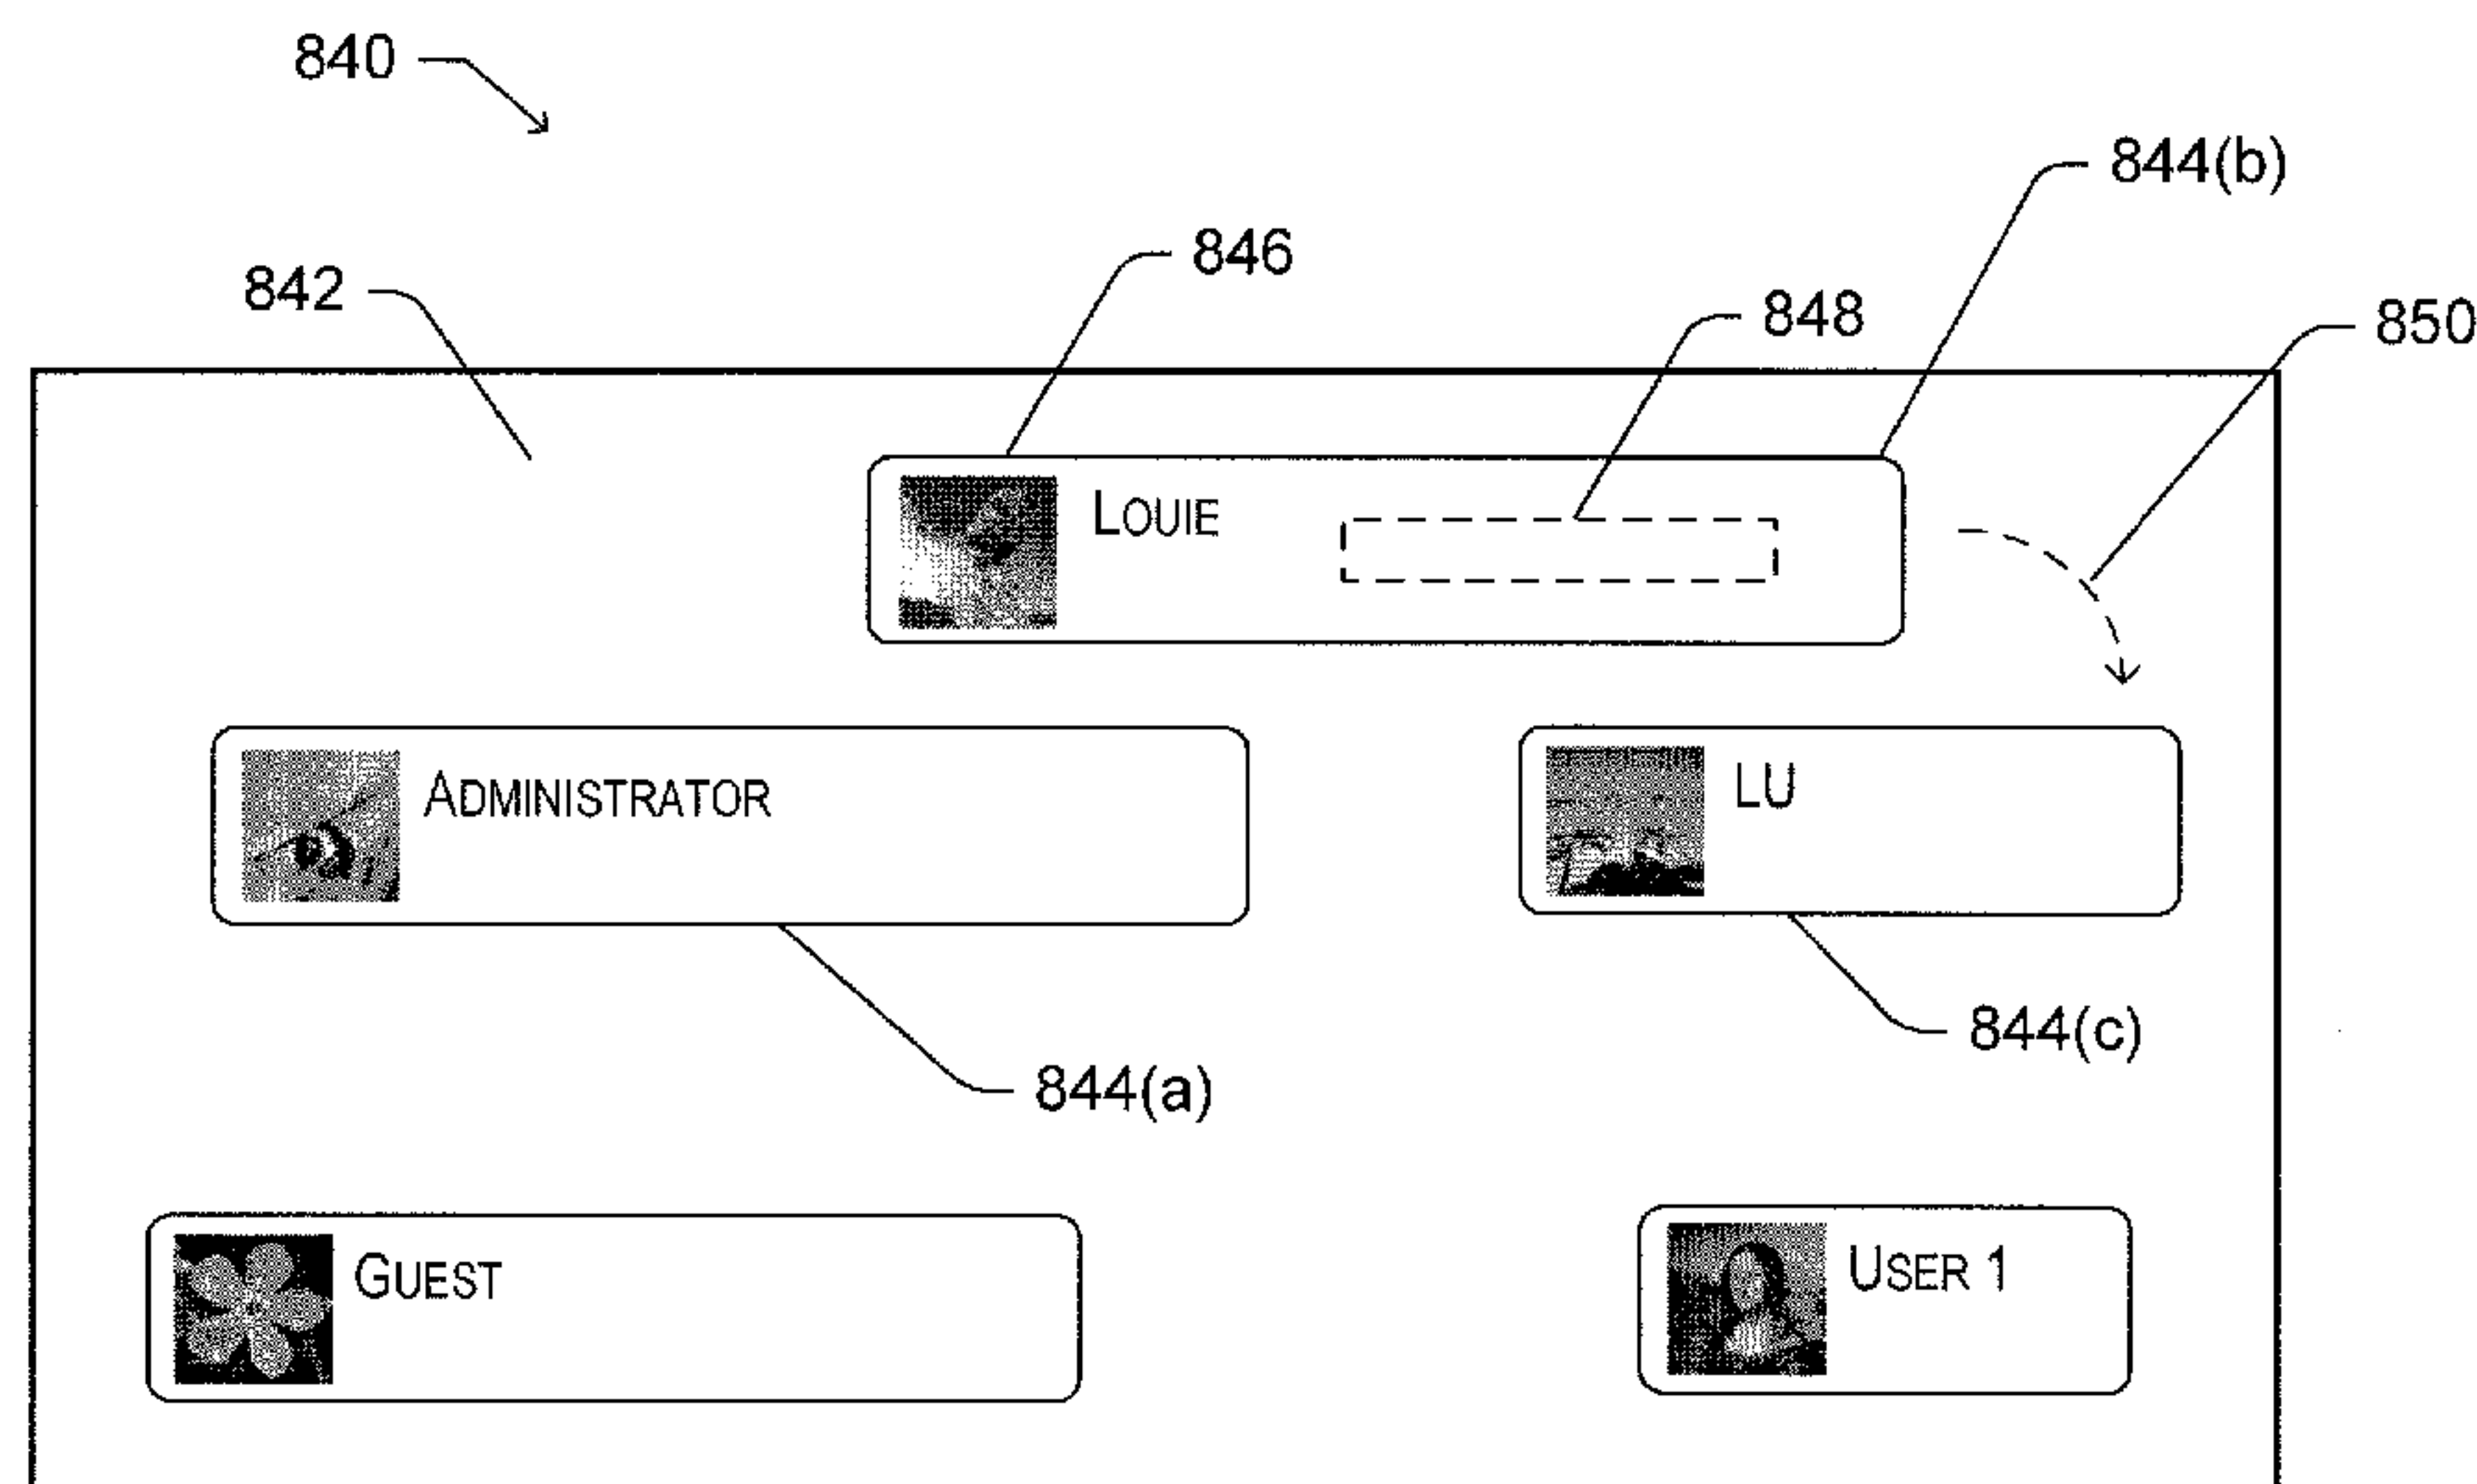 840
844(b)
846
842
848
850
LOUIE
ADMINISTRATOR
LU
844(c)
844(a)
GUEST
USER 1